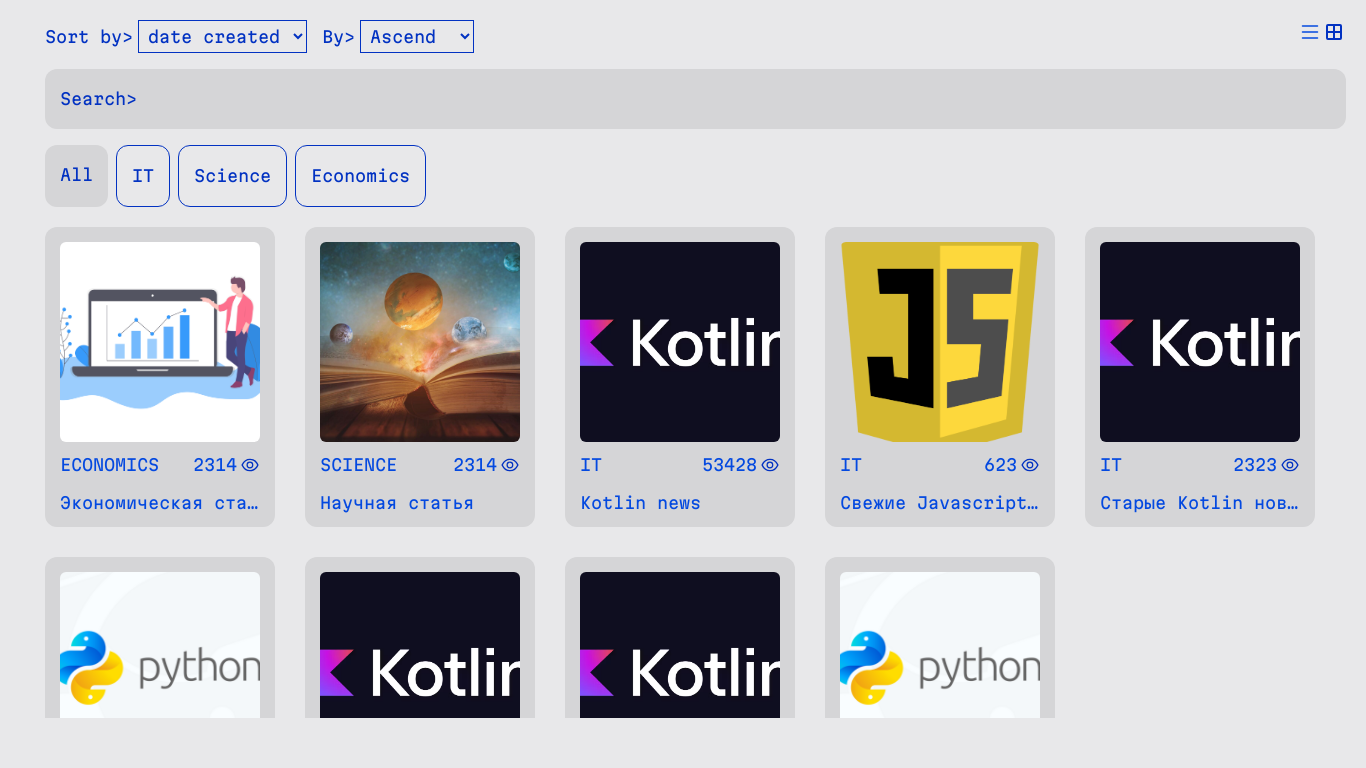 Sort by> date created By> Ascend
Search>
All IT Science Economics
JS
Kotlin
Kotlin
ECONOMICS 2314
SCIENCE 2314
IT 53428
IT 623
IT 2323
Экономическая ста…
Научная статья
Kotlin news
Свежие Javascript…
Старые Kotlin нов…
python
Kotlin
Kotlin
python